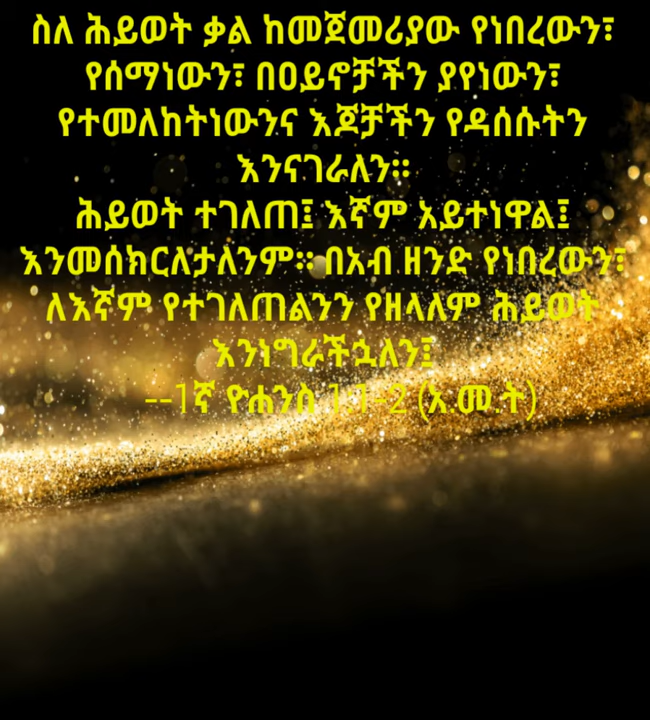 ስለ ሕይወት ቃል ከመጀመሪያው የነበረውን፣
የሰማነውን፣ በዐይኖቻችን ያየነውን፣
የተመለከትነውንና እጆቻችን የዳሰሱትን
እንናገራለን።
ሕይወት ተገለጠ፤ እኛም አይተነዋል፤
እንመሰክርለታለንም። በአብ ዘንድ የነበረውን፣
ለእኛም የተገለጠልንን የዘላለም ሕይወት
እንነግራችኋለን፤
--1ኛ ዮሐንስ 1:1-2 (አ.መ.ት)